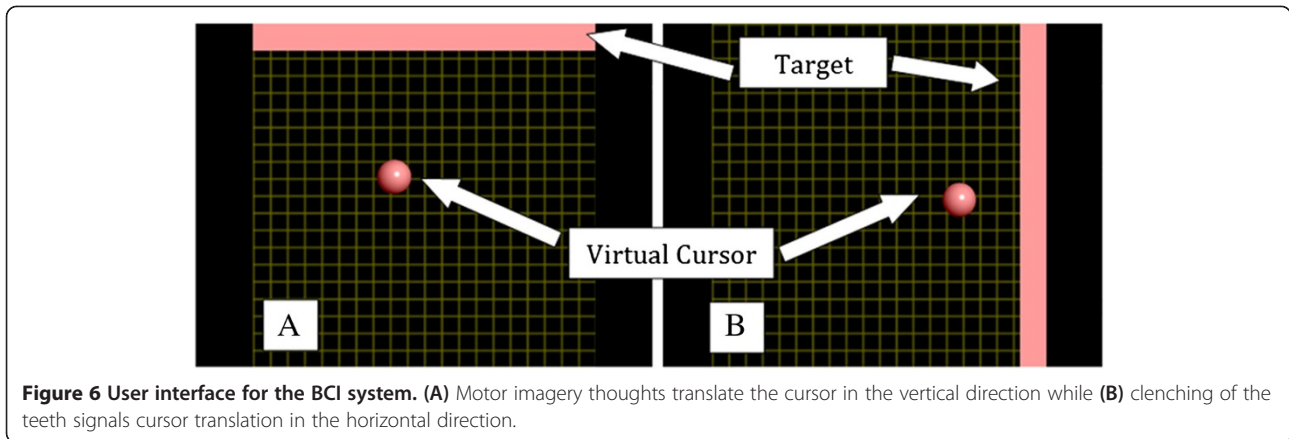 Target
Virtual Cursor
A
B
Figure 6 User interface for the BCI system. (A) Motor imagery thoughts translate the cursor in the vertical direction while (B) clenching of the
teeth signals cursor translation in the horizontal direction.